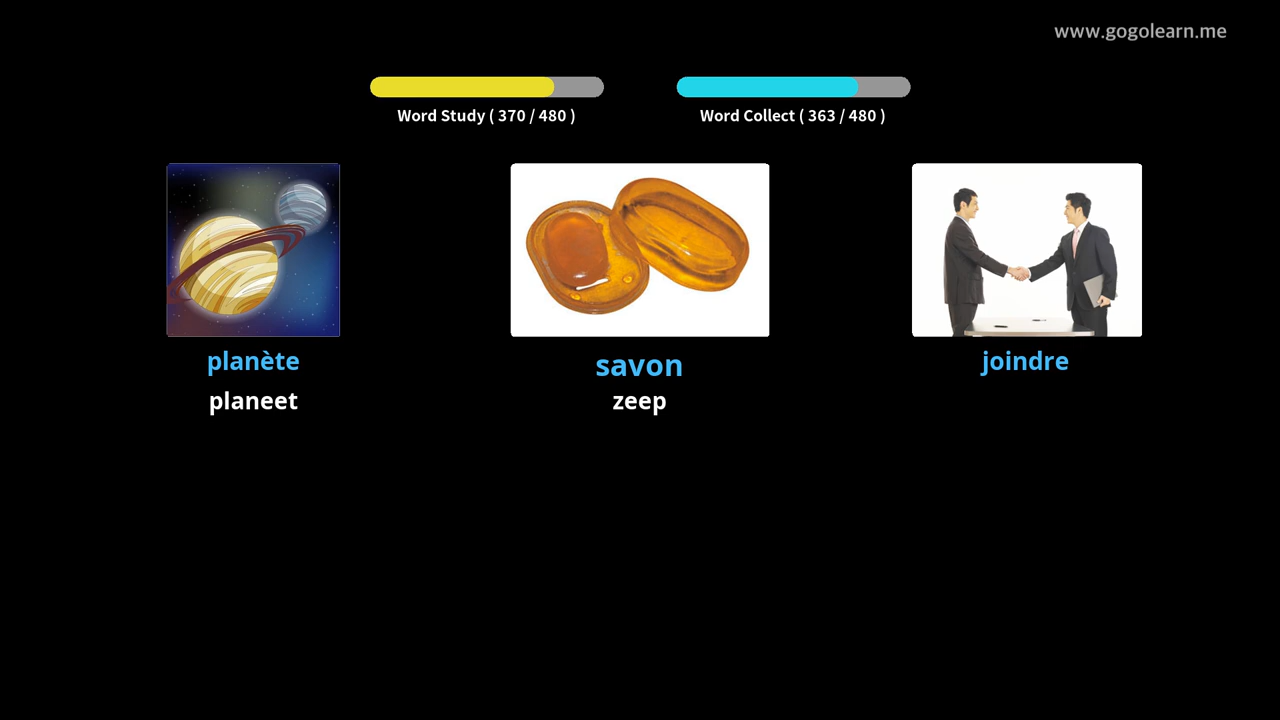 www.gogolearn.me
Word Study ( 370 / 480 )
Word Collect ( 363 / 480 )
planète
savon
joindre
planeet
zeep